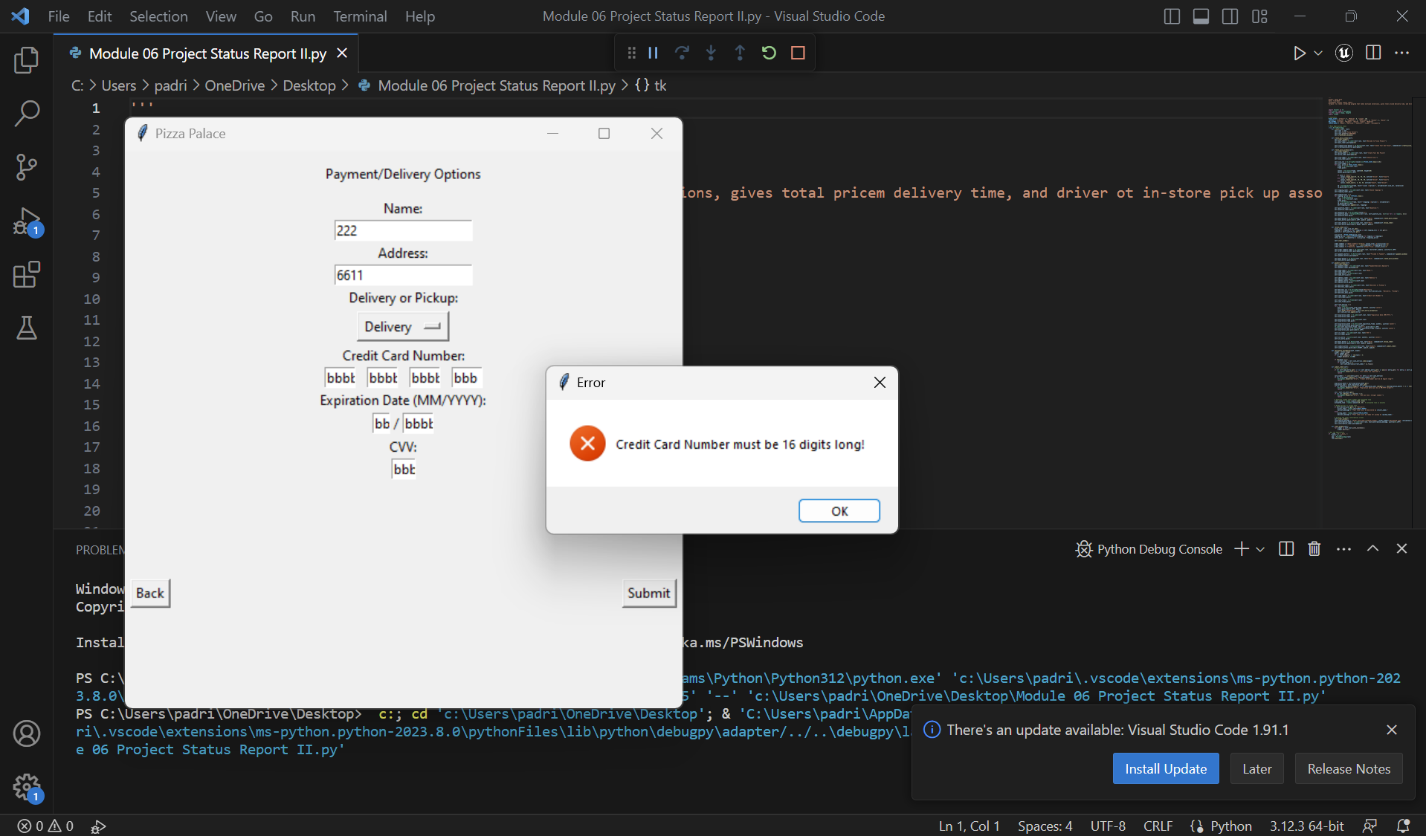 File Edit Selection View Go Run Terminal Help
Module 06 Project Status Report II.py - Visual Studio Code
Module 06 Project Status Report II.py
C: > Users > padri > OneDrive > Desktop > Module 06 Project Status Report II.py > {} tk
1 '''
2
3
4
5 ions, gives total pricem delivery time, and driver ot in-store pick up asso
6
7
8
9
10
11
12
13
14
15
16
17
18
19
20
Pizza Palace
Payment/Delivery Options
Name:
222
Address:
6611
Delivery or Pickup:
Delivery
Credit Card Number:
bbbb bbbb bbbb bbb
Expiration Date (MM/YYYY):
bb / bbbb
CVV:
bbb
Back
Submit
Error
Credit Card Number must be 16 digits long!
OK
1
PROBLEM
Python Debug Console
Window
Copyri
Instal ka.ms/PSWindows
PS C:\ ams\Python\Python312\python.exe' 'c:\Users\padri\.vscode\extensions\ms-python.python-202
3.8.0\ 5' '--' 'c:\Users\padri\OneDrive\Desktop\Module 06 Project Status Report II.py'
PS C:\Users\padri\OneDrive\Desktop> c:; cd 'c:\Users\padri\OneDrive\Desktop'; & 'C:\Users\padri\AppDa
ri\.vscode\extensions\ms-python.python-2023.8.0\pythonFiles\lib\python\debugpy\adapter/../..\debugpy\l
e 06 Project Status Report II.py'
There's an update available: Visual Studio Code 1.91.1
Install Update
Later
Release Notes
1
0 0
Ln 1, Col 1 Spaces: 4 UTF-8 CRLF {} Python 3.12.3 64-bit